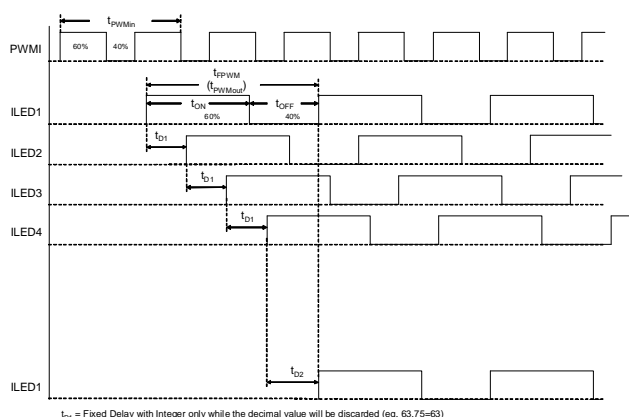 tPWMin
PWMI
60%
40%
tFPWM
(tPWMout)
ILED1
tON
tOFF
60%
40%
tD1
ILED2
tD1
ILED3
tD1
ILED4
tD2
ILED1
tD1 = Fixed Delay with Integer only while the decimal value will be discarded (eg. 63.75=63)